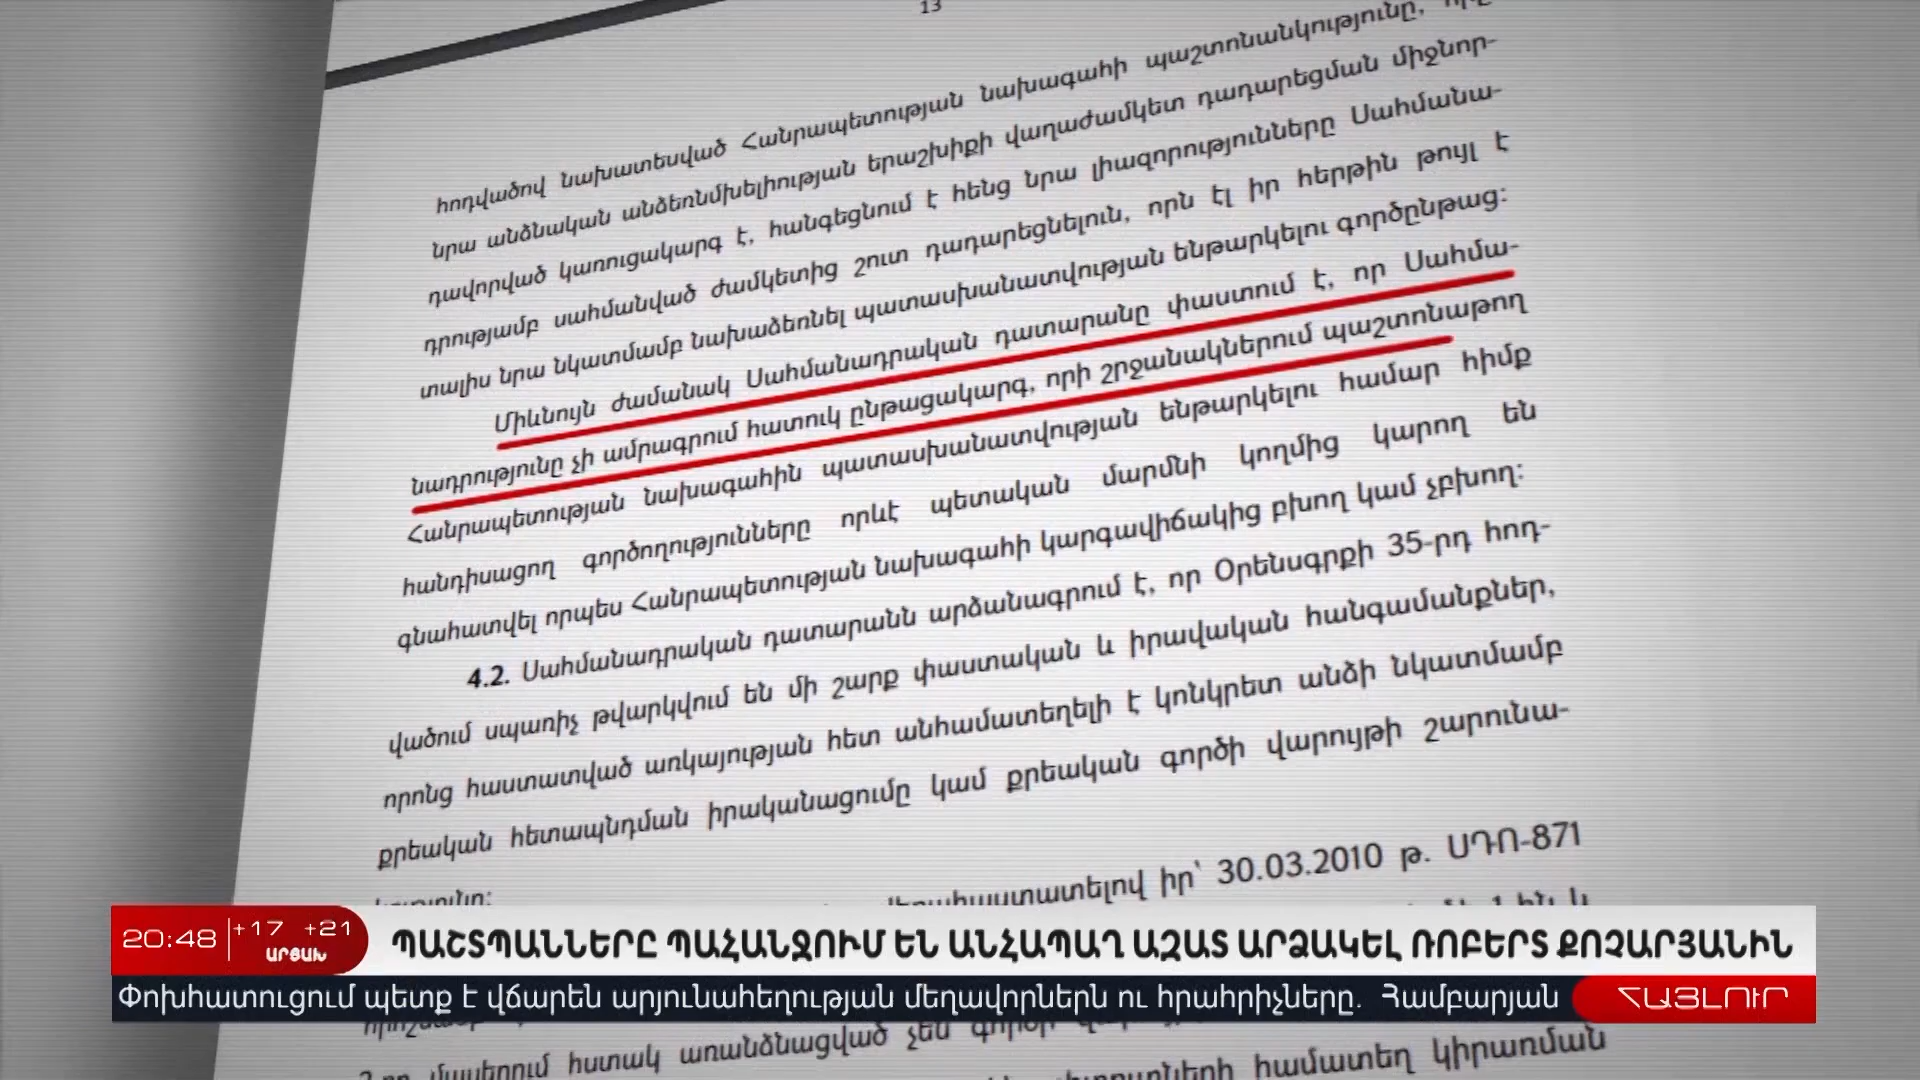 13
հոդվածով նախատեսված Հանրապետության նախագահի պաշտոնանկությունը,
նրա անձնական անձեռնմխելիության երաշխիքի վաղաժամկետ դադարեցման միջնոր-
դավորված կառուցակարգ է, հանգեցնում է հենց նրա լիազորությունները Սահմանա-
դրությամբ սահմանված ժամկետից շուտ դադարեցնելուն, որն էլ իր հերթին թույլ է
տալիս նրա նկատմամբ նախաձեռնել պատասխանատվության ենթարկելու գործընթաց:
Միևնույն ժամանակ Սահմանադրական դատարանը փաստում է, որ Սահմա-
նադրությունը չի ամրագրում հատուկ ընթացակարգ, որի շրջանակներում պաշտոնաթող
Հանրապետության նախագահին պատասխանատվության ենթարկելու համար հիմք
հանդիսացող գործողությունները որևէ պետական մարմնի կողմից կարող են
գնահատվել որպես Հանրապետության նախագահի կարգավիճակից բխող կամ չբխող:
4.2. Սահմանադրական դատարանն արձանագրում է, որ Օրենսգրքի 35-րդ հոդ-
վածում սպառիչ թվարկվում են մի շարք փաստական և իրավական հանգամանքներ,
որոնց հաստատված առկայության հետ անհամատեղելի է կոնկրետ անձի նկատմամբ
քրեական հետապնդման իրականացումը կամ քրեական գործի վարույթի շարունա-
իր՝ 30.03.2010 թ. ՍԴՈ-871
20:48 +17 +21
ԱՐՑԱԽ
ՊԱՇՏՊԱՆՆԵՐԸ ՊԱՀԱՆՋՈՒՄ ԵՆ ԱՆՀԱՊԱՂ ԱԶԱՏ ԱՐՁԱԿԵԼ ՌՈԲԵՐՏ ՔՈՉԱՐՅԱՆԻՆ
Փոխհատուցում պետք է վճարեն արյունահեղության մեղավորներն ու հրահրիչները. Համբարյան
ՀԱՅԼՈՒՐ
մասերում հստակ առանձնացված չեն գործի
համատեղ կիրառման